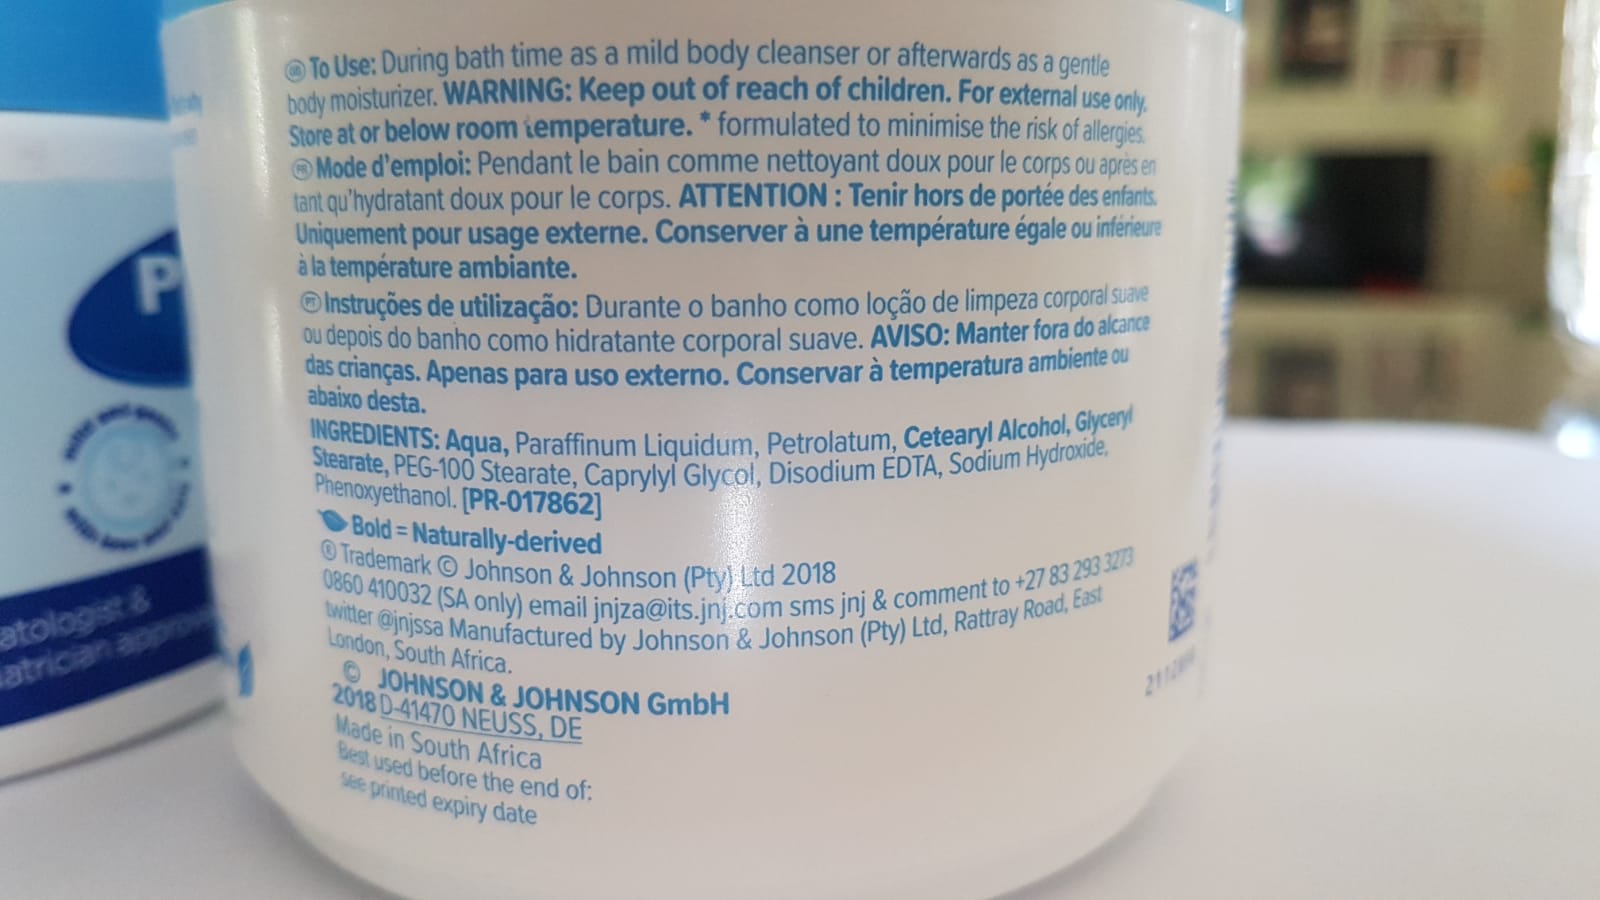 GB To Use: During bath time as a mild body cleanser or afterwards as a gentle
body moisturizer. WARNING: Keep out of reach of children. For external use only.
Store at or below room temperature. * formulated to minimise the risk of allergies.
FR Mode d'emploi: Pendant le bain comme nettoyant doux pour le corps ou après en
tant qu'hydratant doux pour le corps. ATTENTION : Tenir hors de portée des enfants.
Uniquement pour usage externe. Conserver à une température égale ou inférieure
à la température ambiante.
PT Instruções de utilização: Durante o banho como loção de limpeza corporal suave
ou depois do banho como hidratante corporal suave. AVISO: Manter fora do alcance
das crianças. Apenas para uso externo. Conservar à temperatura ambiente ou
abaixo desta.
INGREDIENTS: Aqua, Paraffinum Liquidum, Petrolatum, Cetearyl Alcohol, Glyceryl
Stearate, PEG-100 Stearate, Caprylyl Glycol, Disodium EDTA, Sodium Hydroxide,
Phenoxyethanol. [PR-017862]
Bold = Naturally-derived
® Trademark © Johnson & Johnson (Pty) Ltd 2018
0860 410032 (SA only) email jnjza@its.jnj.com sms jnj & comment to +27 83 293 3273
twitter @jnjssa Manufactured by Johnson & Johnson (Pty) Ltd, Rattray Road, East
London, South Africa.
© JOHNSON & JOHNSON GmbH
2018 D-41470 NEUSS, DE
Made in South Africa
Best used before the end of:
see printed expiry date
P